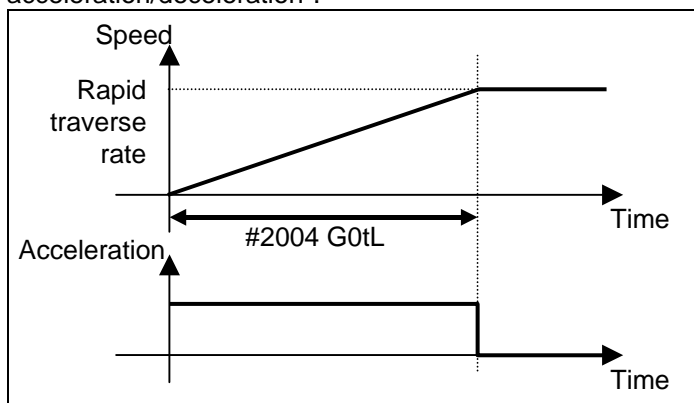 acceleration/deceleration".
Speed
Rapid
traverse
rate
Time
#2004 G0tL
Acceleration
Time